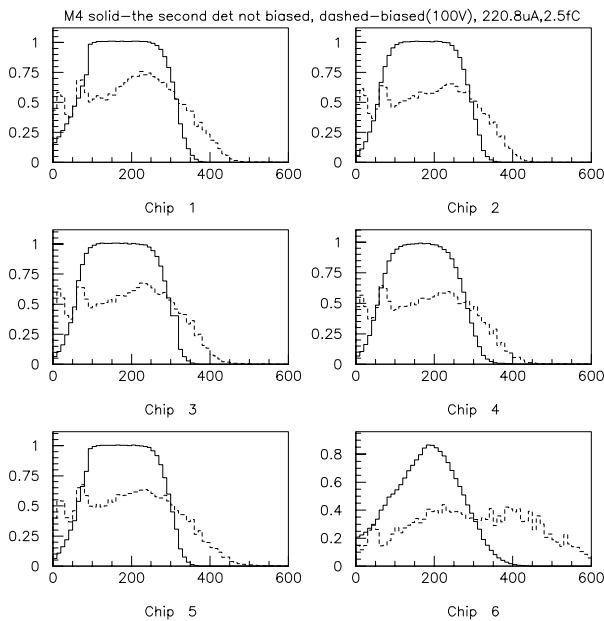 M4 solid-the second det not biased, dashed-biased(100V), 220.8uA,2.5fC
1 1
0.75 0.75
0.5 0.5
0.25 0.25
0 0
0 200 400 600 0 200 400 600
Chip 1 Chip 2
1 1
0.75 0.75
0.5 0.5
0.25 0.25
0 0
0 200 400 600 0 200 400 600
Chip 3 Chip 4
1
0.75 0.8
0.5 0.6
0.25 0.4
0.2
0 0
0 200 400 600 0 200 400 600
Chip 5 Chip 6